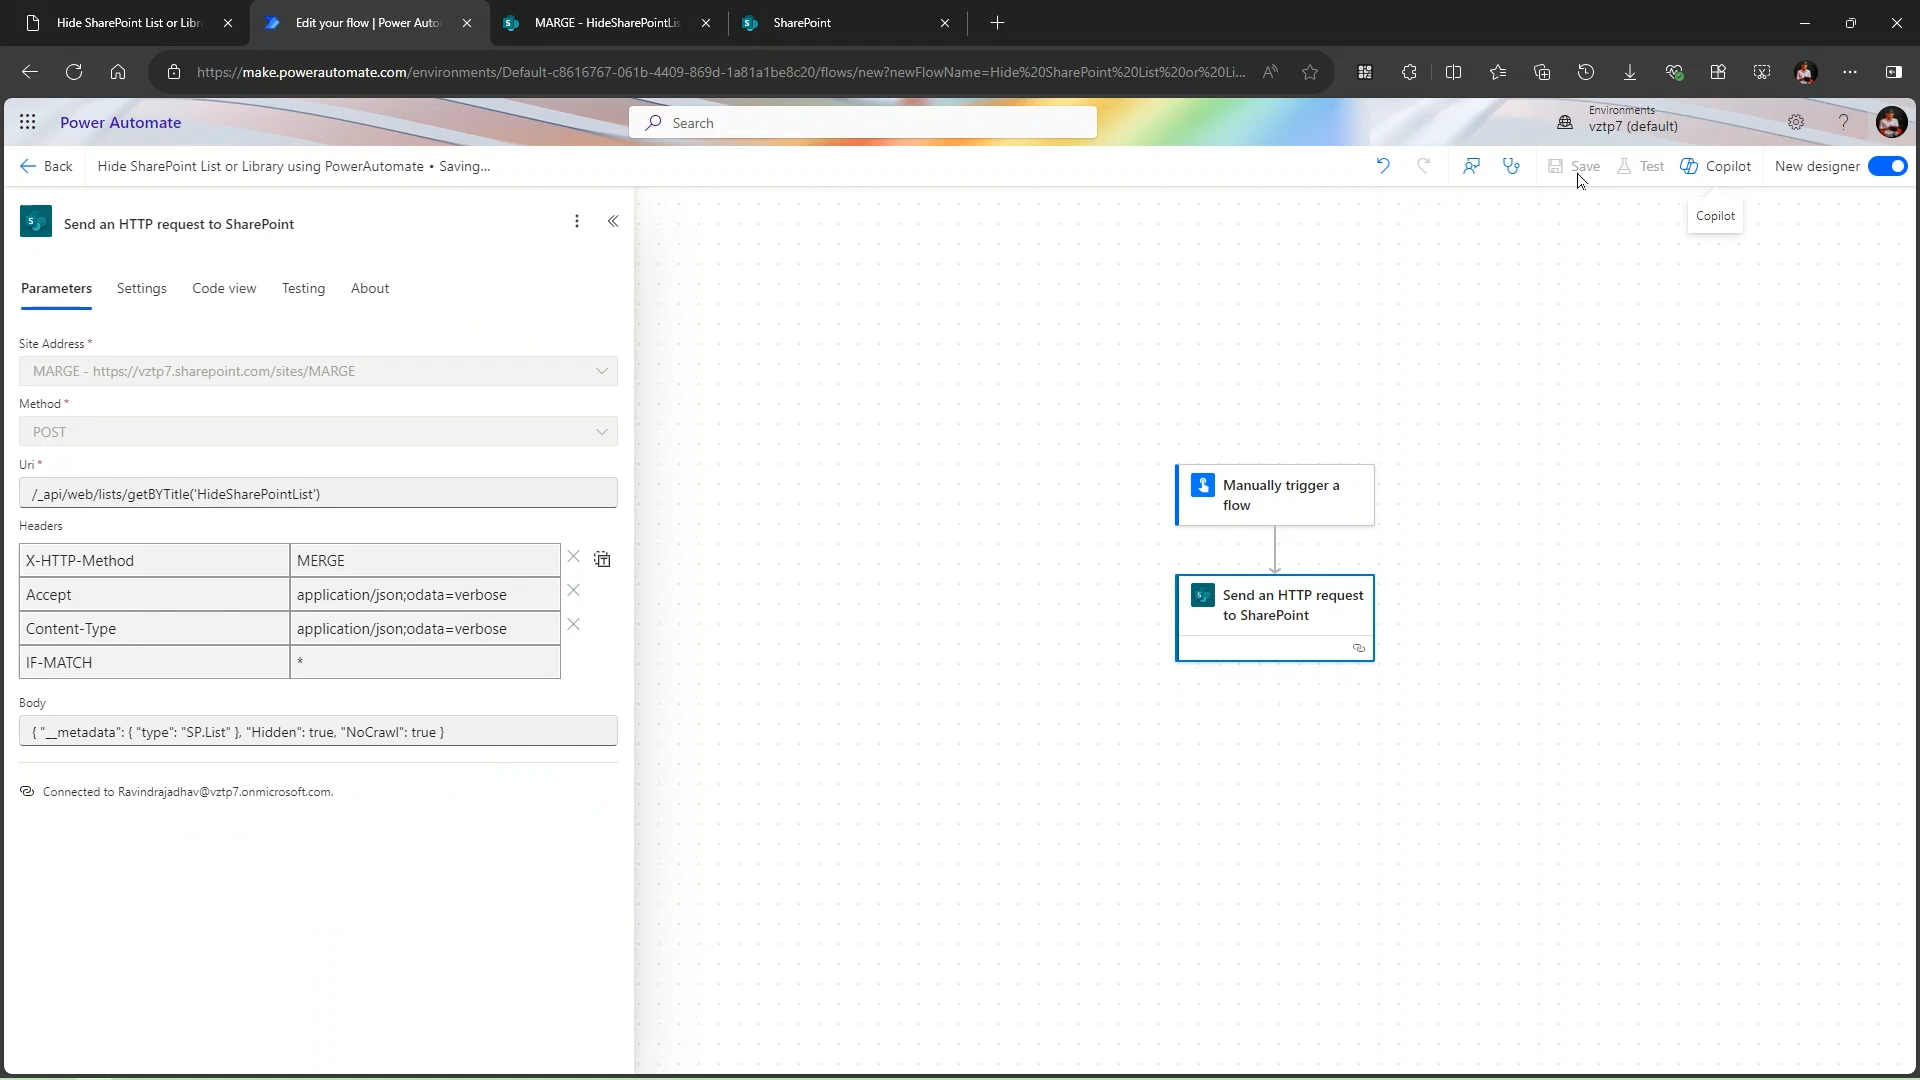 Hide SharePoint List or Libr
Edit your flow | Power Auto
MARGE - HideSharePointLis
SharePoint
https://make.powerautomate.com/environments/Default-c8616767-061b-4409-869d-1a81a1be8c20/flows/new?newFlowName=Hide%20SharePoint%20List%20or%20Li...
Power Automate
Search
Environments
vztp7 (default)
Back
Hide SharePoint List or Library using PowerAutomate • Saving...
Save
Test
Copilot
New designer
Copilot
Send an HTTP request to SharePoint
Parameters
Settings
Code view
Testing
About
Site Address *
MARGE - https://vztp7.sharepoint.com/sites/MARGE
Method *
POST
Uri *
/_api/web/lists/getBYTitle('HideSharePointList')
Headers
X-HTTP-Method MERGE
Accept application/json;odata=verbose
Content-Type application/json;odata=verbose
IF-MATCH *
Body
{ "__metadata": { "type": "SP.List" }, "Hidden": true, "NoCrawl": true }
Connected to Ravindrajadhav@vztp7.onmicrosoft.com.
Manually trigger a
flow
Send an HTTP request
to SharePoint